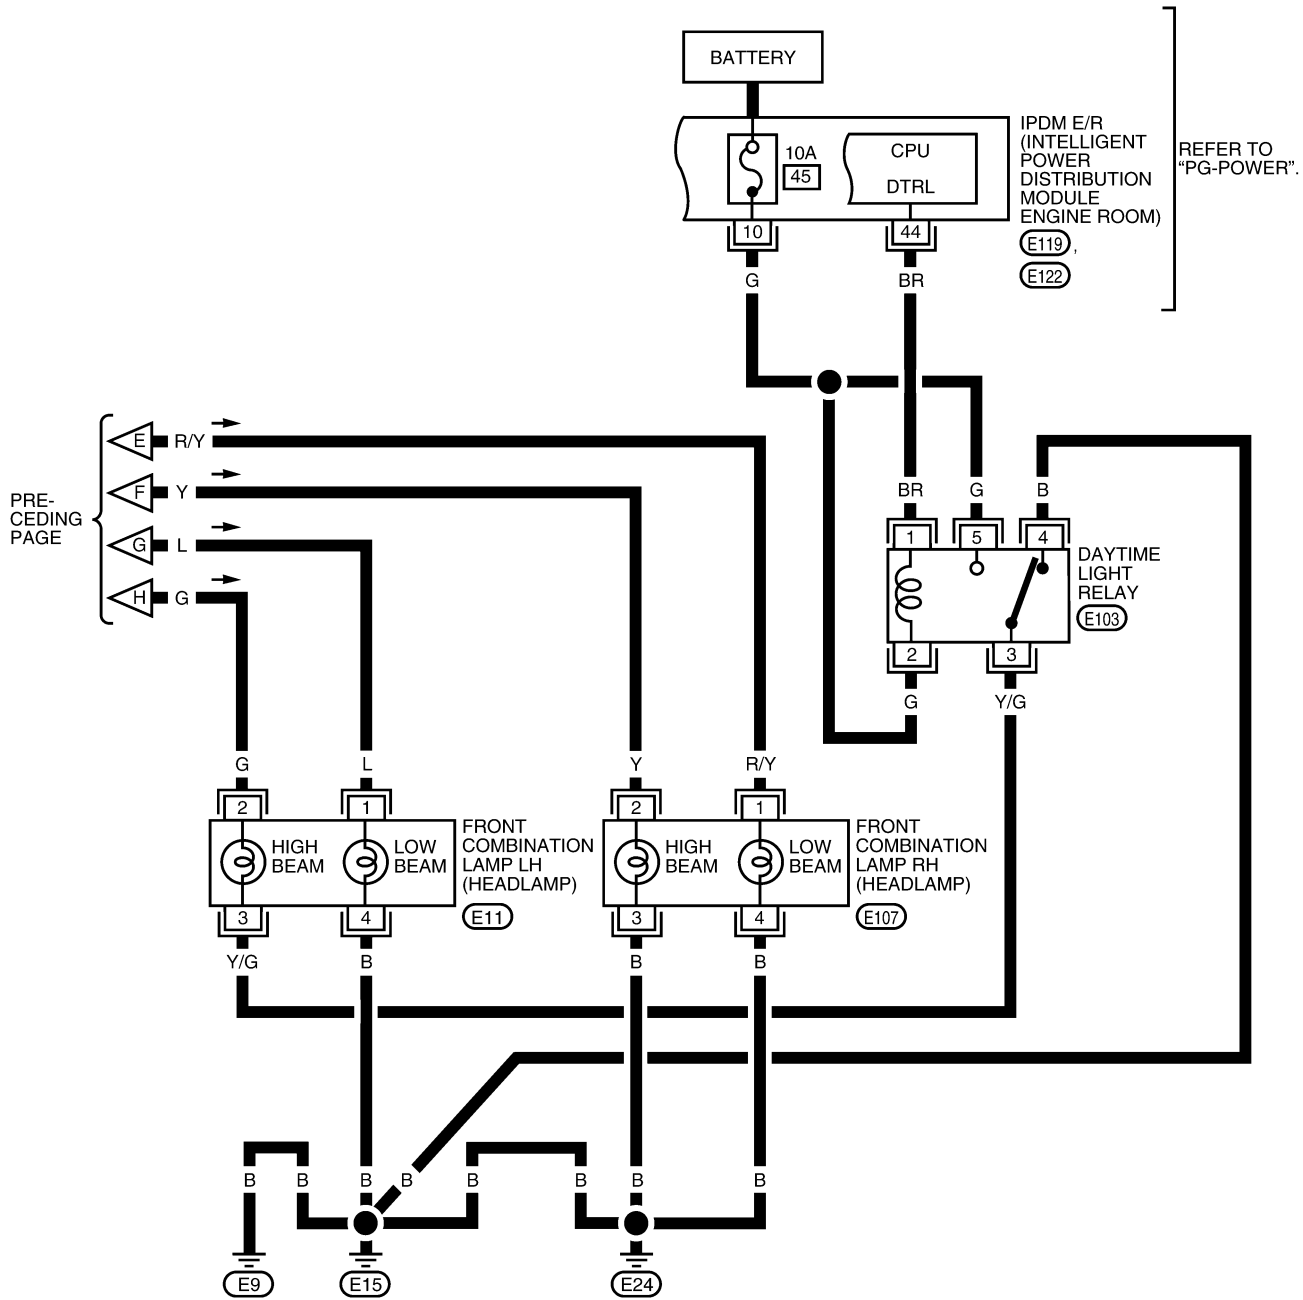 BATTERY
IPDM E/R
(INTELLIGENT
POWER
DISTRIBUTION
MODULE
ENGINE ROOM)
E119 ,
E122
REFER TO
“PG-POWER”.
10A
45
CPU
DTRL
10
44
G
BR
PRE-
CEDING
PAGE
E R/Y
F Y
G L
H G
BR G B
1 5 4
DAYTIME
LIGHT
RELAY
E103
2 3
G Y/G
G L Y R/Y
2 1 2 1
HIGH
BEAM
LOW
BEAM
FRONT
COMBINATION
LAMP LH
(HEADLAMP)
E11
HIGH
BEAM
LOW
BEAM
FRONT
COMBINATION
LAMP RH
(HEADLAMP)
E107
3 4 3 4
Y/G B B B
B B B B B B B B
E9 E15 E24